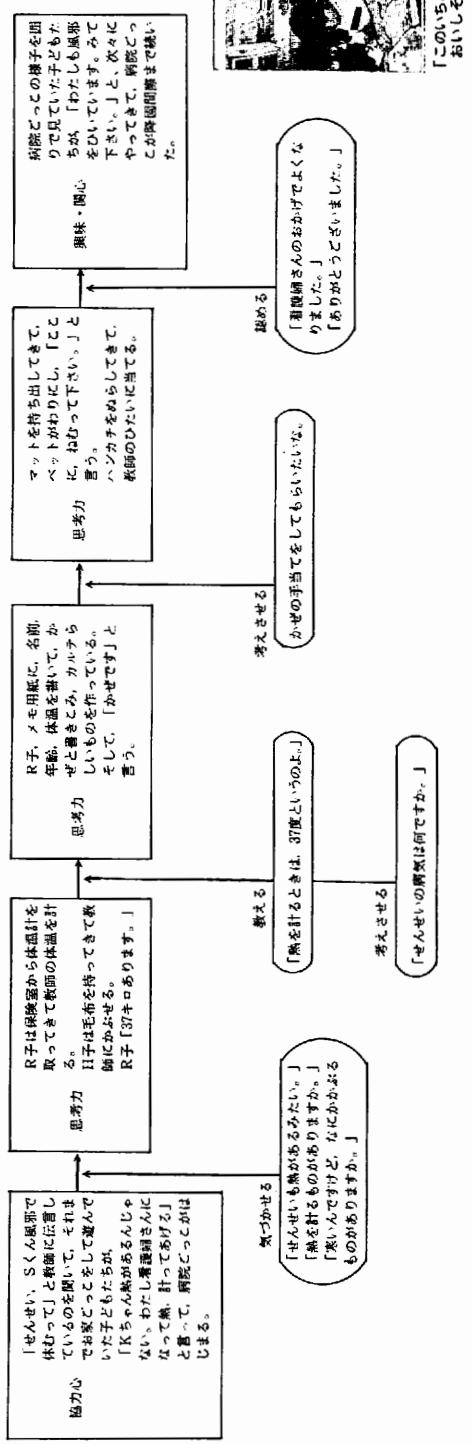 「せんせい、Sくん風邪で
休むって」と教師に伝言し
ているのを聞いて、それま
でお家ごっこをして遊んで
いた子どもたちが、
「Kちゃん熱があるんじゃ
ない。わたし看護婦さんに
なって熱、計ってあげる」
と言って、病院ごっこがは
じまる。
協力心
気づかせる
「せんせいも熱があるみたい。」
「熱を計るものがありますか。」
「寒いんですけど、なにかかぶる
ものがありますか。」
R子は保険室から体温計を
取ってきて教師の体温を計
る。
H子は毛布を持ってきて教
師にかぶせる。
R子「37キロあります。」
思考力
教える
「熱を計るときは、37度というのよ。」
考えさせる
「せんせいの病気は何ですか。」
R子、メモ用紙に、名前、
年齢、体温を書いて、か
ぜと書きこみ、カルテら
しいものを作っている。
そして、「かぜです」と
言う。
思考力
考えさせる
かぜの手当てをしてもらいたいな。
マットを持ち出してきて、
ベットがわりにし、「ここ
に、ねむって下さい。」と
言う。
ハンカチをぬらしてきて、
教師のひたいに当てる。
思考力
認める
「看護婦さんのおかげでよくな
りました。」
「ありがとうございました。」
病院ごっこの様子を囲
りで見ていた子どもた
ちが、「わたしも風邪
をひいています。みて
下さい。」と、次々に
やってきて、病院ごっ
こが降園間際まで続い
た。
興味・関心
「このいち
おいしそ